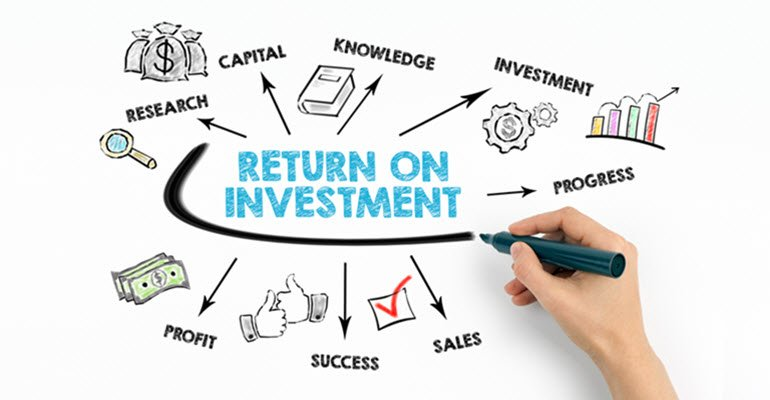 CAPITAL
KNOWLEDGE
INVESTMENT
RESEARCH
RETURN ON
INVESTMENT
PROGRESS
PROFIT
SUCCESS
SALES
$
$
$